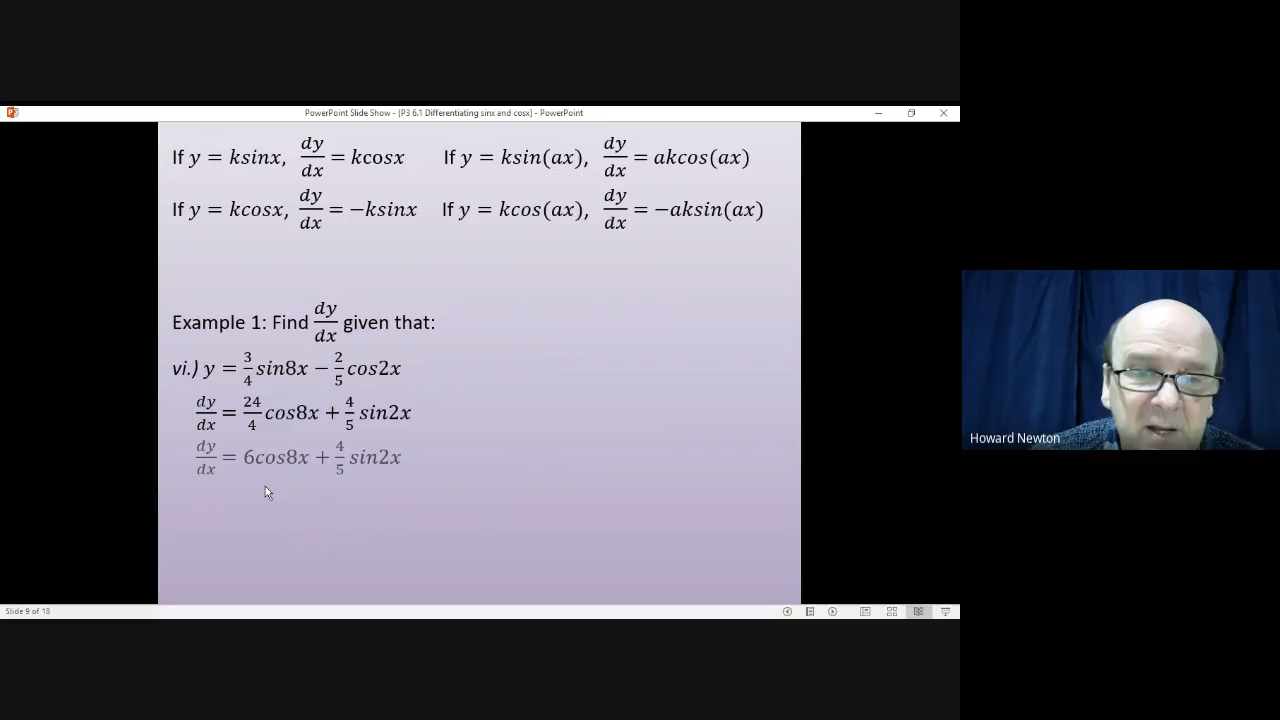 PowerPoint Slide Show - [P3 6.1 Differentiating sinx and cosx] - PowerPoint
If y = ksinx, dy/dx = kcosx If y = ksin(ax), dy/dx = akcos(ax)
If y = kcosx, dy/dx = −ksinx If y = kcos(ax), dy/dx = −aksin(ax)
Example 1: Find dy/dx given that:
vi.) y = 3/4 sin8x − 2/5 cos2x
dy/dx = 24/4 cos8x + 4/5 sin2x
dy/dx = 6cos8x + 4/5 sin2x
Howard Newton
Slide 9 of 18